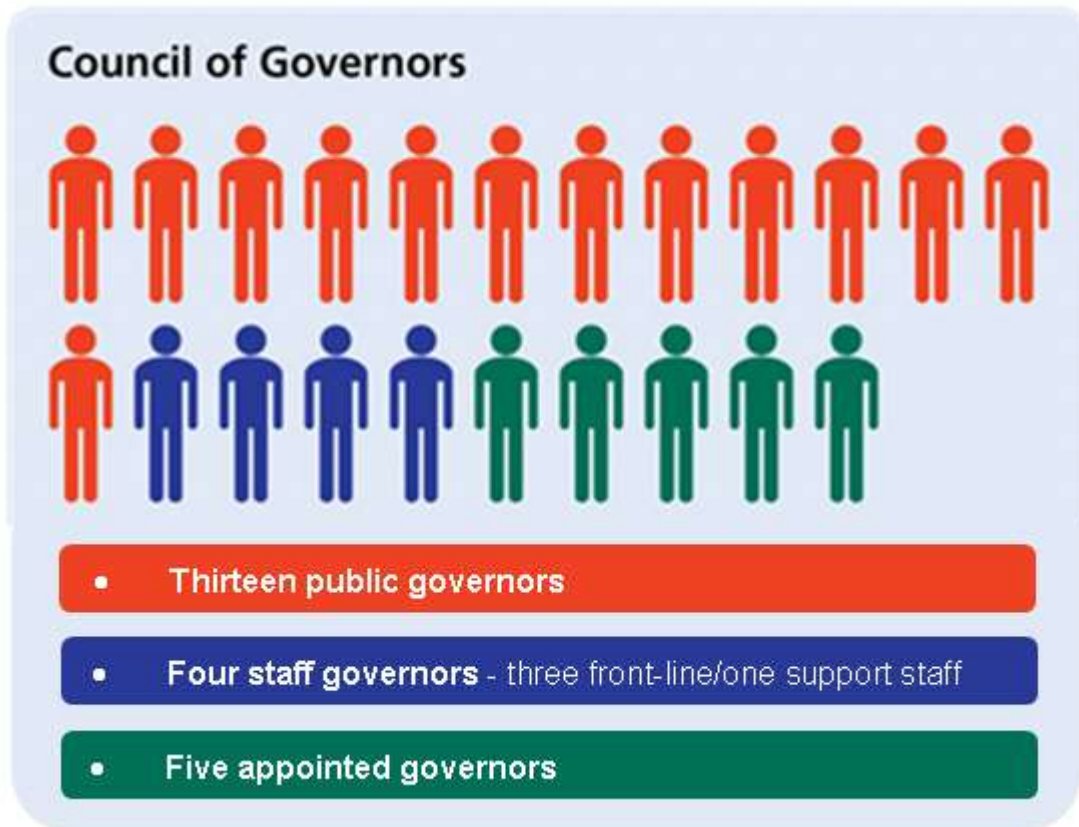 Council of Governors
• Thirteen public governors
• Four staff governors - three front-line/one support staff
• Five appointed governors